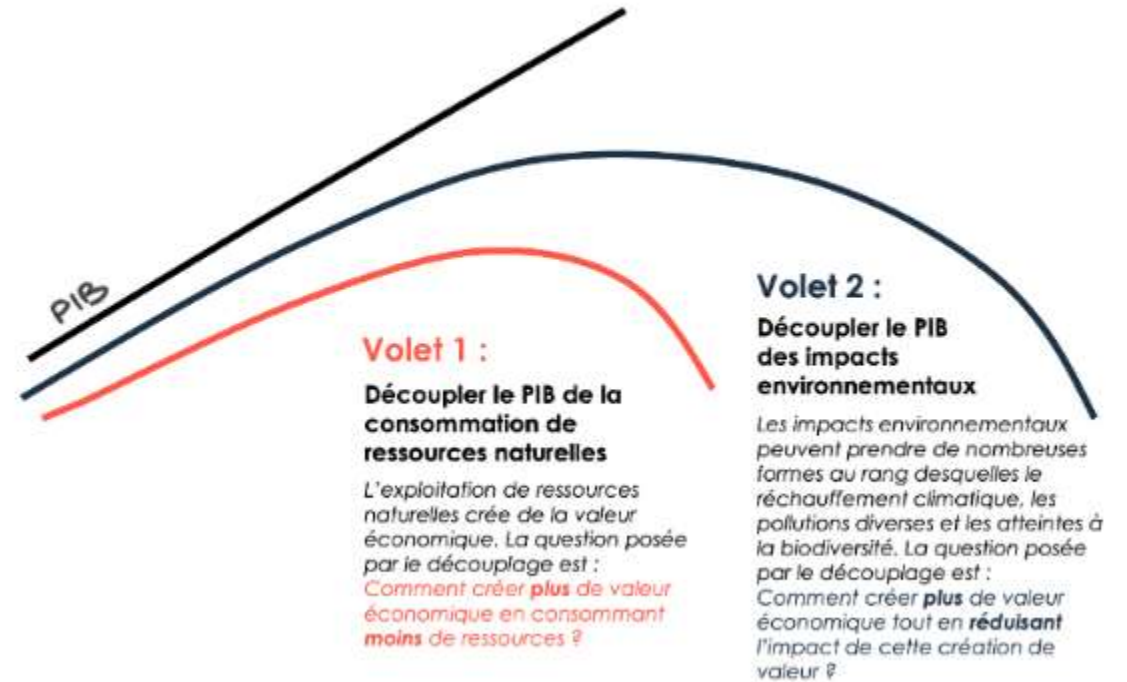 PIB
Volet 1 :
Découpler le PIB de la
consommation de
ressources naturelles
L'exploitation de ressources
naturelles crée de la valeur
économique. La question posée
par le découplage est :
Comment créer plus de valeur
économique en consommant
moins de ressources ?
Volet 2 :
Découpler le PIB
des impacts
environnementaux
Les impacts environnementaux
peuvent prendre de nombreuses
formes au rang desquelles le
réchauffement climatique, les
pollutions diverses et les atteintes à
la biodiversité. La question posée
par le découplage est :
Comment créer plus de valeur
économique tout en réduisant
l'impact de cette création de
valeur ?